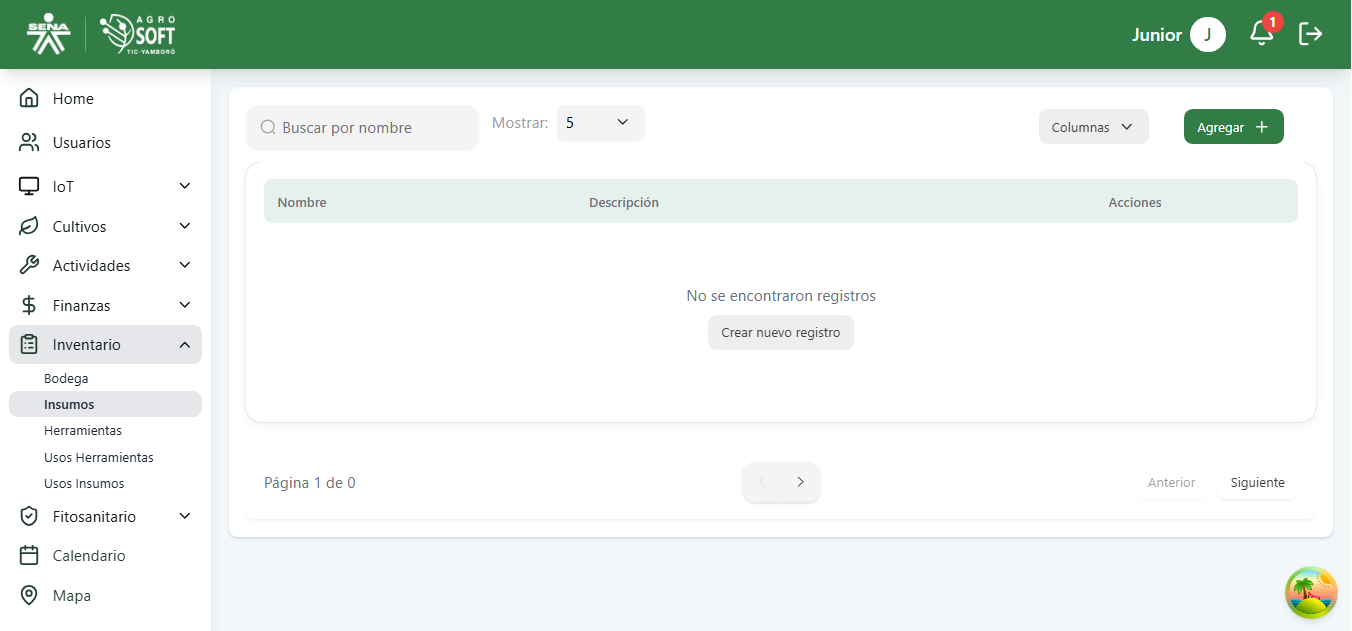 SENA
AGRO
SOFT
TIC-YAMBORÓ
Junior
J
1
Home
Usuarios
IoT
Cultivos
Actividades
Finanzas
Inventario
Bodega
Insumos
Herramientas
Usos Herramientas
Usos Insumos
Fitosanitario
Calendario
Mapa
Buscar por nombre
Mostrar:
5
Columnas
Agregar
Nombre Descripción Acciones
No se encontraron registros
Crear nuevo registro
Página 1 de 0
Anterior
Siguiente